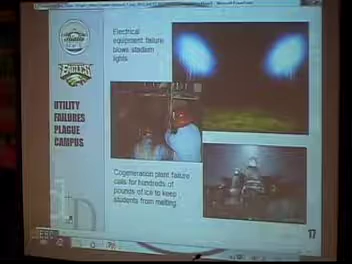 Electrical
equipment failure
blows stadium
lights.
EAGLES
UTILITY
FAILURES
PLAGUE
CAMPUS
Cogeneration plant failure
calls for hundreds of
pounds of ice to keep
students from melting.
17